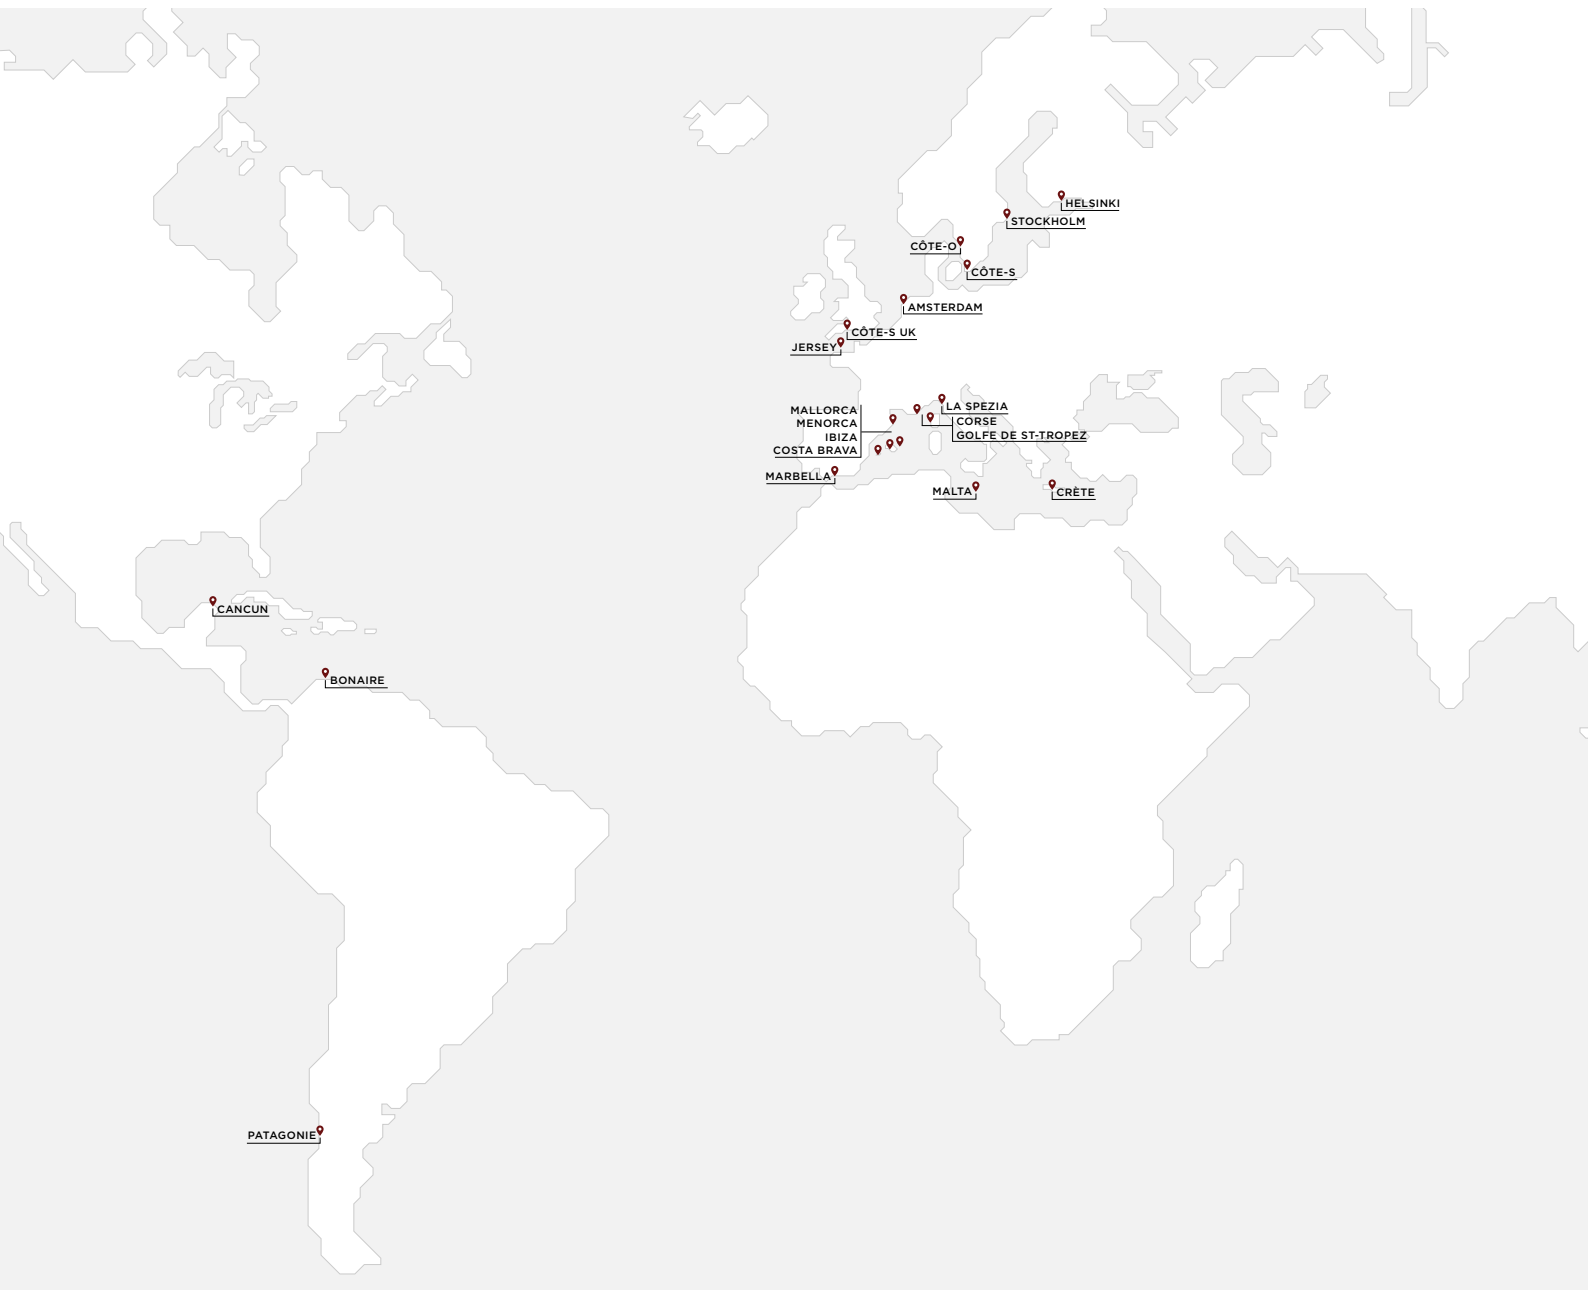 HELSINKI
STOCKHOLM
CÔTE-O
CÔTE-S
AMSTERDAM
CÔTE-S UK
JERSEY
MALLORCA
MENORCA
IBIZA
COSTA BRAVA
LA SPEZIA
CORSE
GOLFE DE ST-TROPEZ
MARBELLA
MALTA
CRÈTE
CANCUN
BONAIRE
PATAGONIE